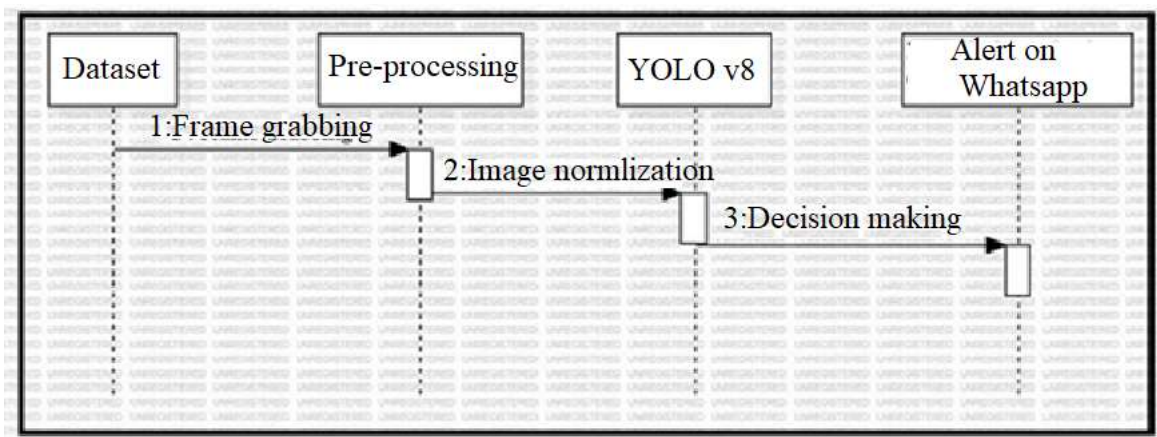 Dataset
Pre-processing
YOLO v8
Alert on
Whatsapp
1:Frame grabbing
2:Image normlization
3:Decision making